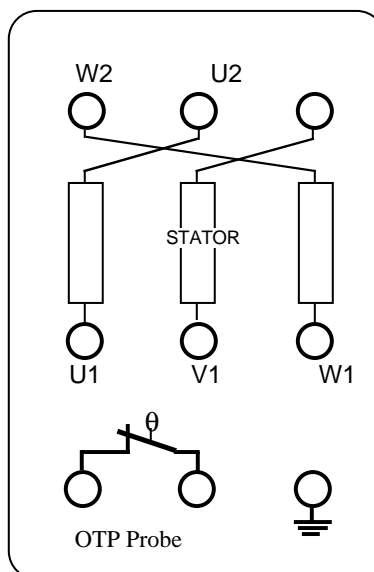 W2 U2
STATOR
U1 V1 W1
θ
OTP Probe